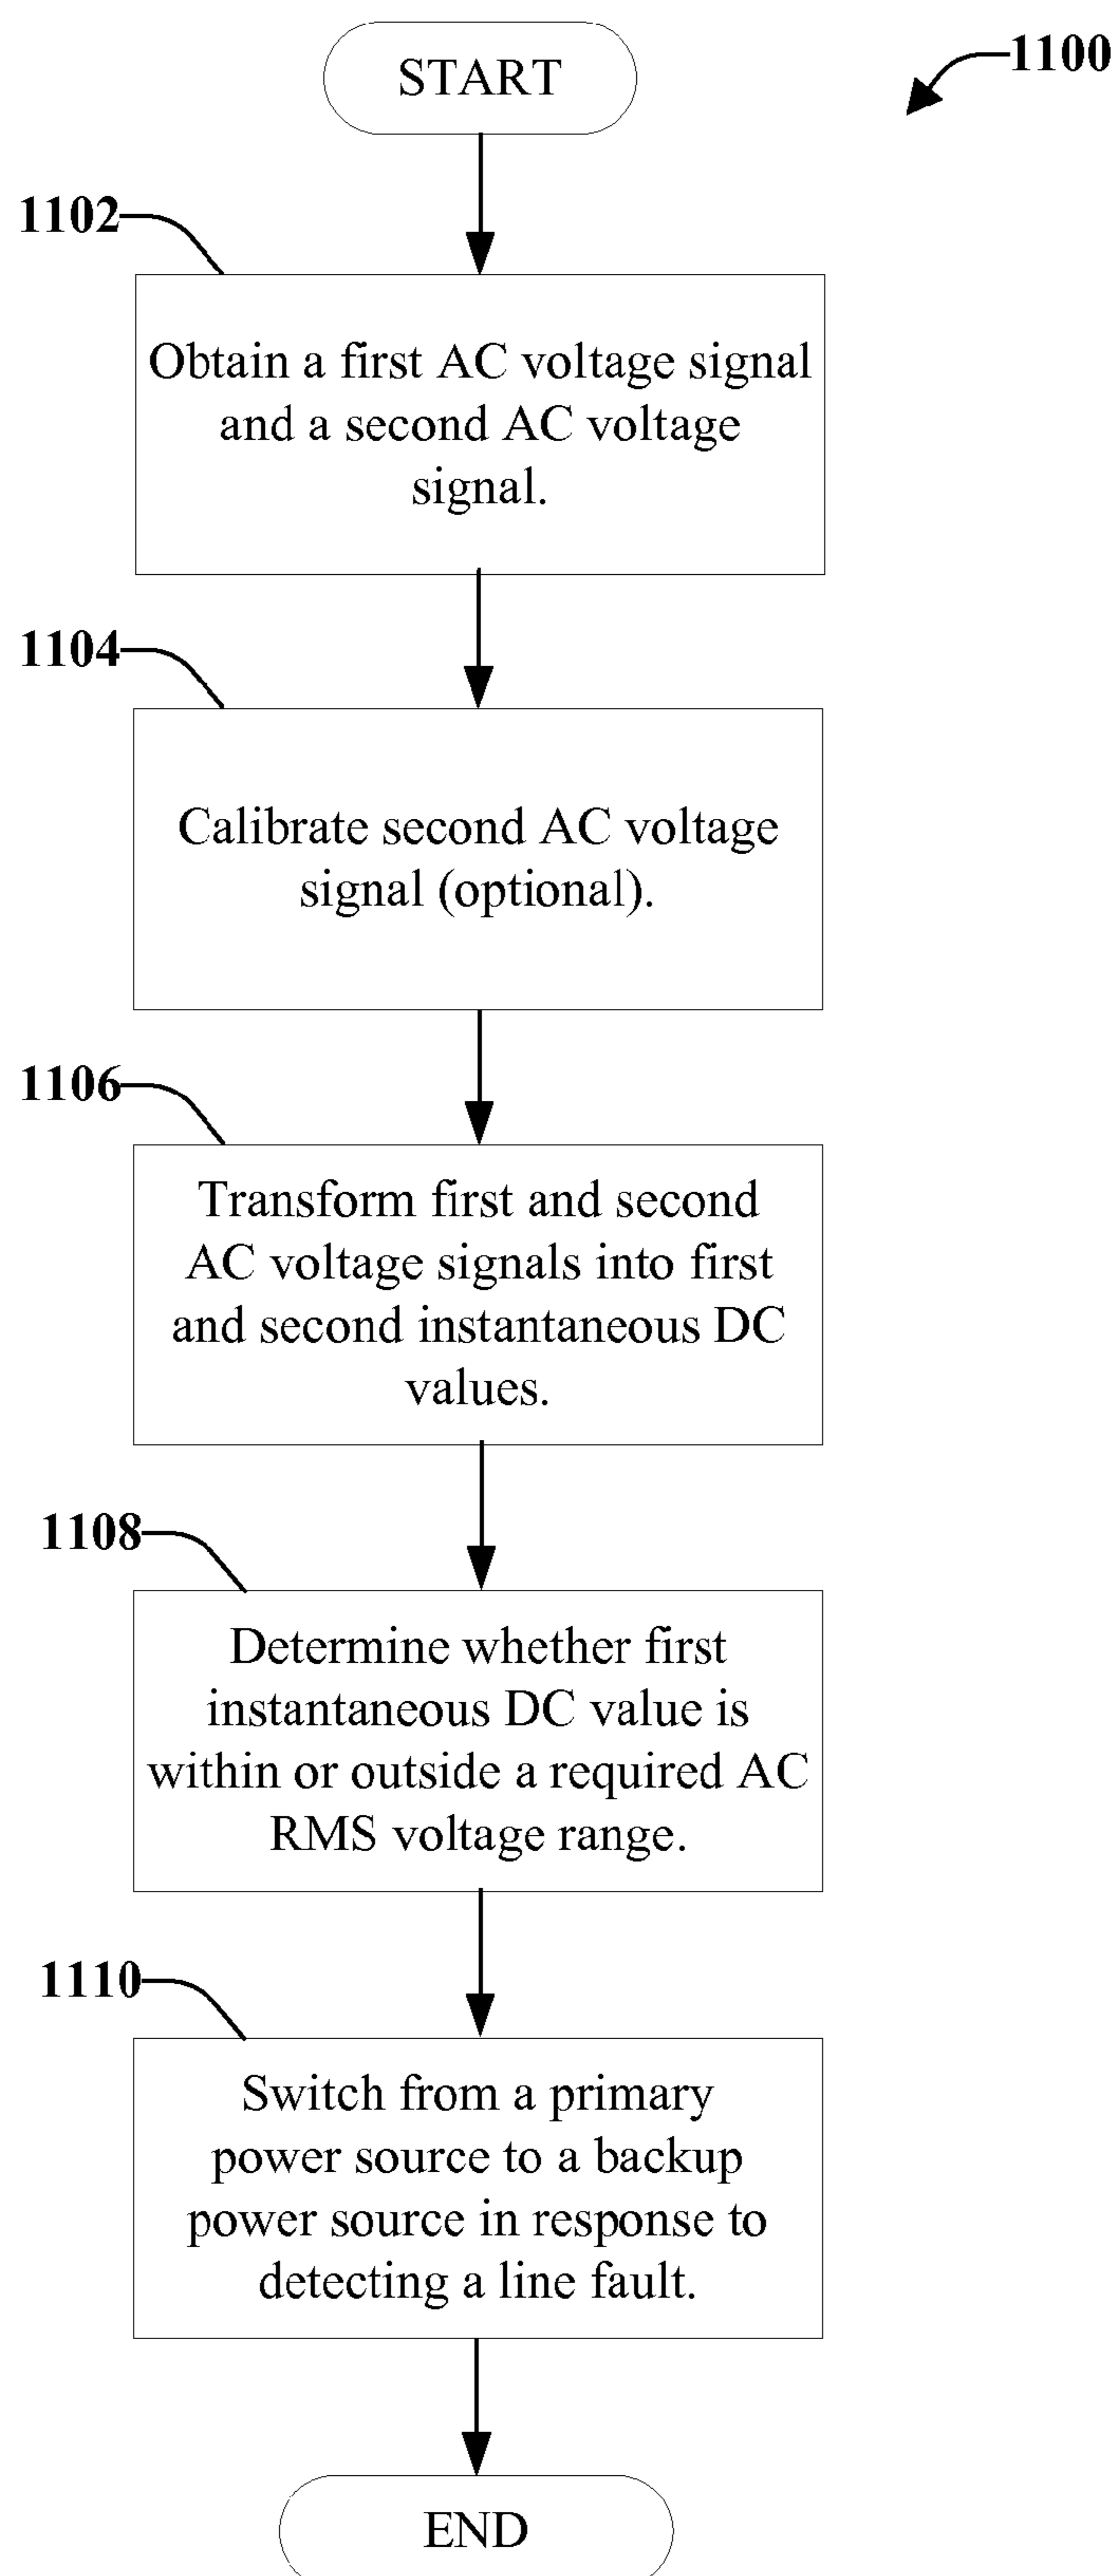 START
1100
1102
Obtain a first AC voltage signal
and a second AC voltage
signal.
1104
Calibrate second AC voltage
signal (optional).
1106
Transform first and second
AC voltage signals into first
and second instantaneous DC
values.
1108
Determine whether first
instantaneous DC value is
within or outside a required AC
RMS voltage range.
1110
Switch from a primary
power source to a backup
power source in response to
detecting a line fault.
END